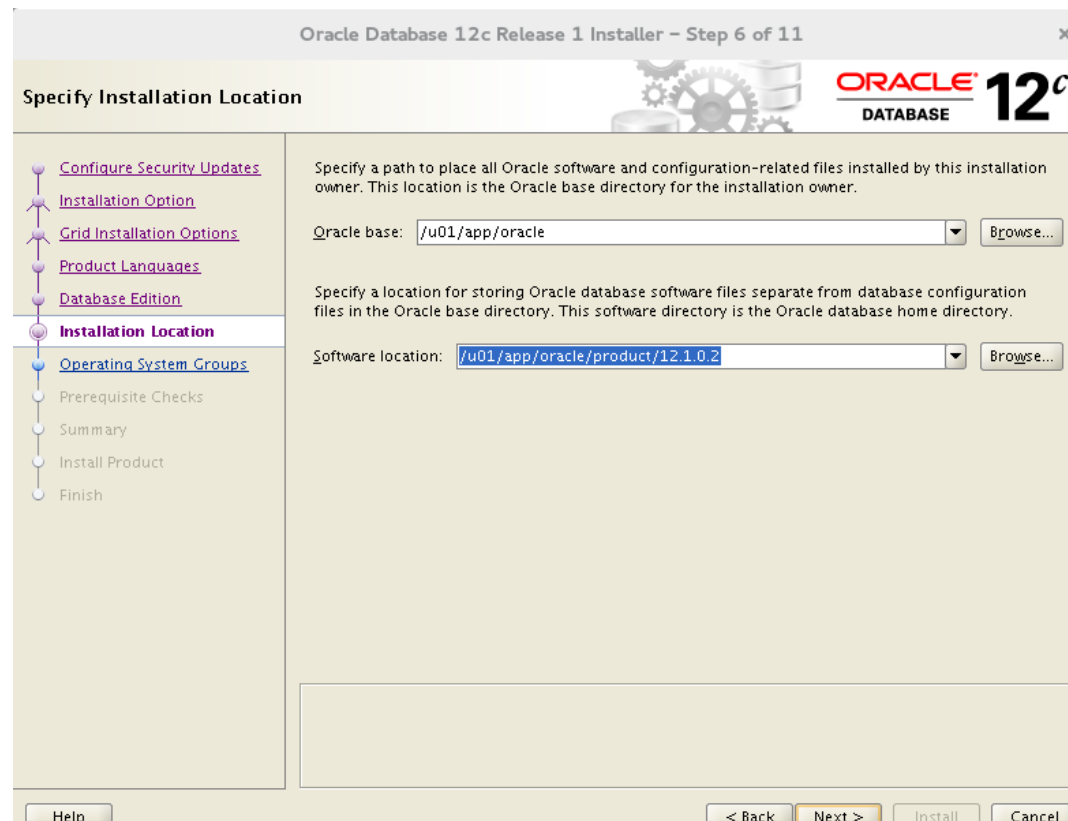 Oracle Database 12c Release 1 Installer – Step 6 of 11
×
Specify Installation Location
ORACLE
DATABASE
12c
Configure Security Updates
Installation Option
Grid Installation Options
Product Languages
Database Edition
Installation Location
Operating System Groups
Prerequisite Checks
Summary
Install Product
Finish
Specify a path to place all Oracle software and configuration-related files installed by this installation
owner. This location is the Oracle base directory for the installation owner.
Oracle base: /u01/app/oracle Browse...
Specify a location for storing Oracle database software files separate from database configuration
files in the Oracle base directory. This software directory is the Oracle database home directory.
Software location: /u01/app/oracle/product/12.1.0.2 Browse...
Help < Back Next > Install Cancel